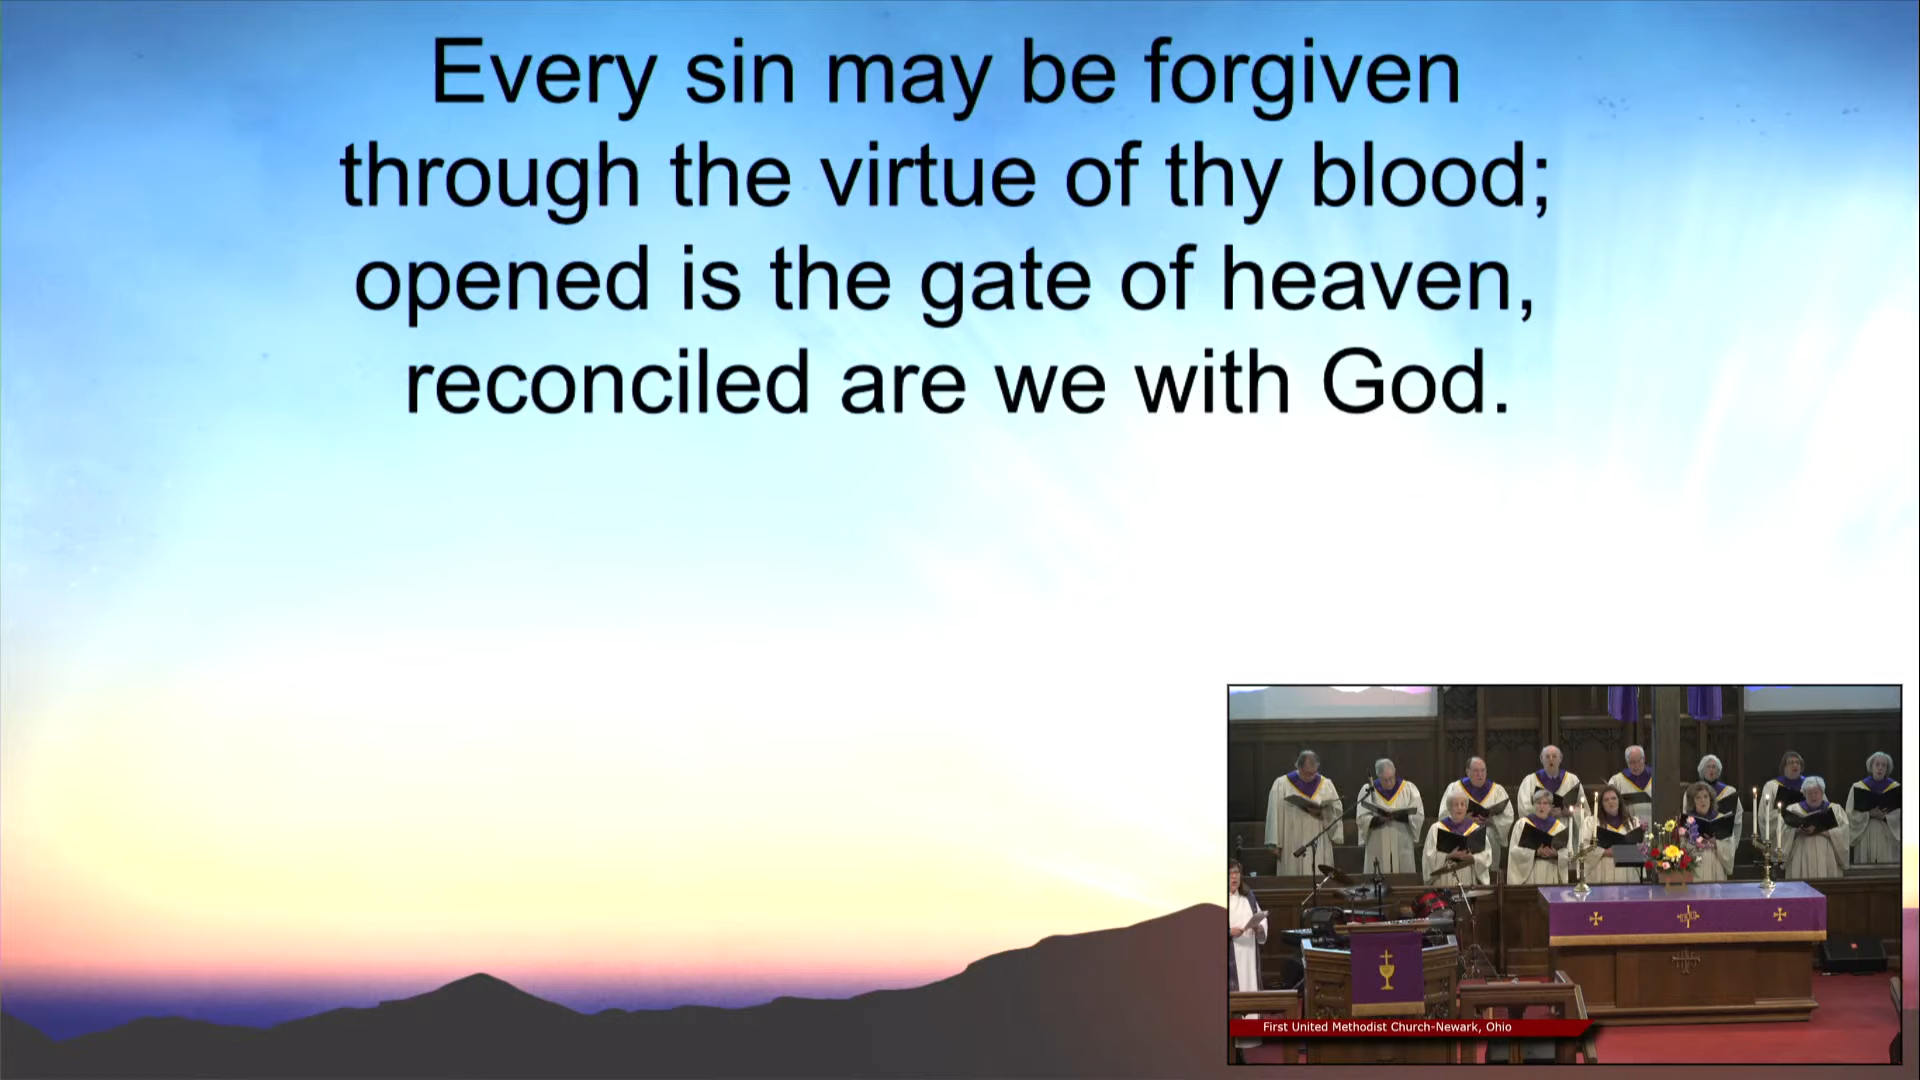 Every sin may be forgiven
through the virtue of thy blood;
opened is the gate of heaven,
reconciled are we with God.
First United Methodist Church-Newark, Ohio